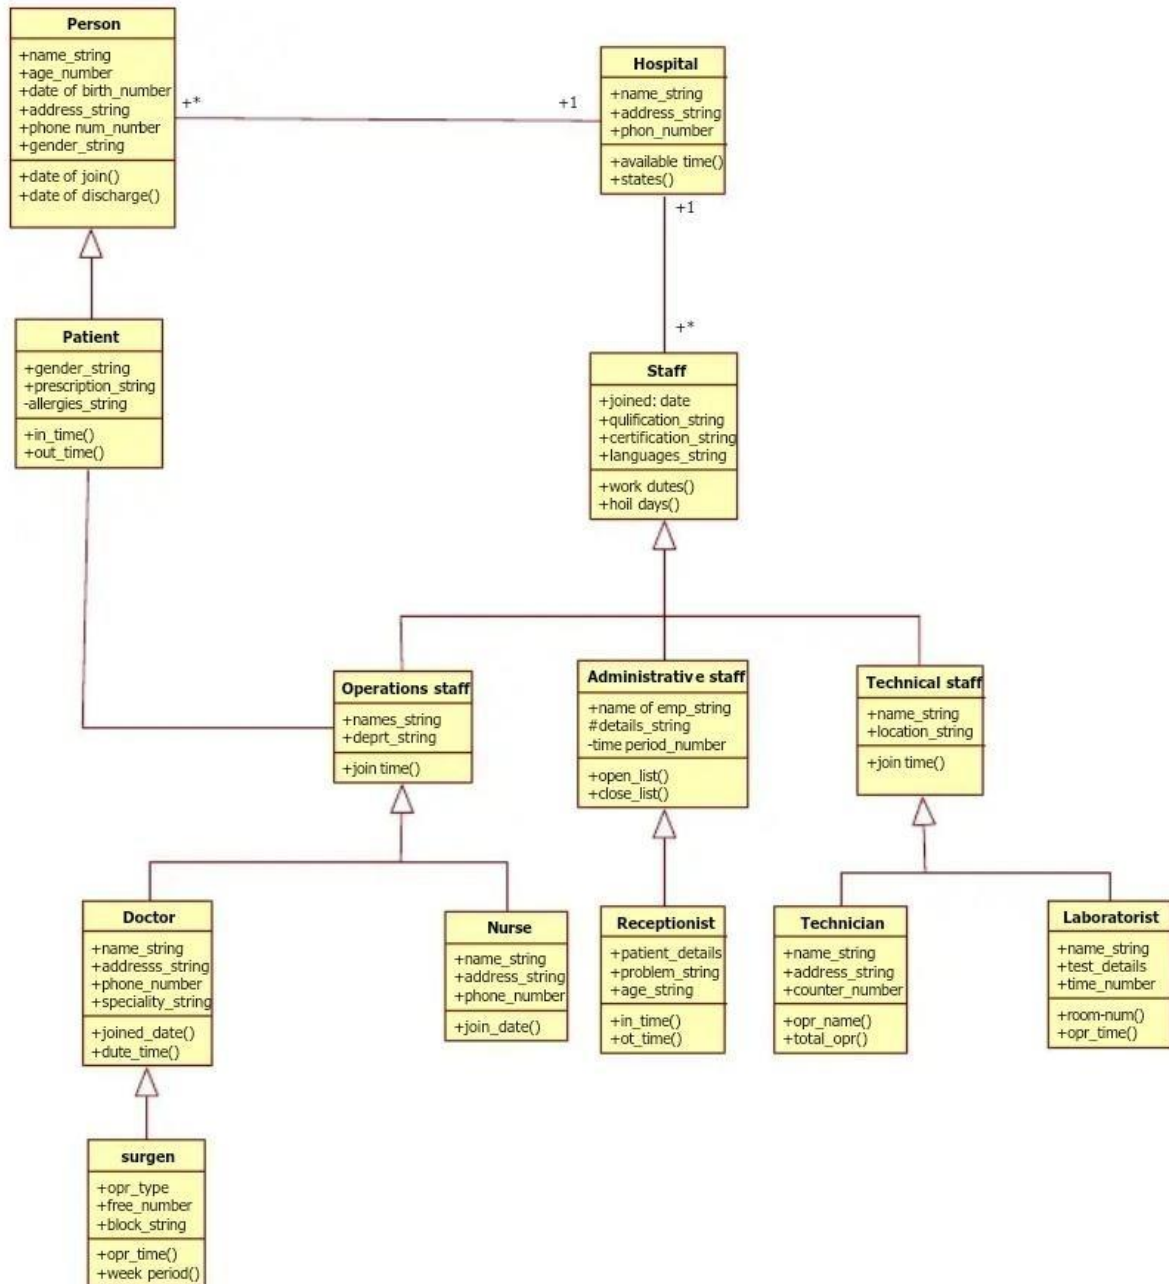 Person
+name_string
+age_number
+date of birth_number
+address_string
+phone num_number
+gender_string
+date of join()
+date of discharge()
+*
+1
Hospital
+name_string
+address_string
+phon_number
+available time()
+states()
+1
+*
Patient
+gender_string
+prescription_string
-allergies_string
+in_time()
+out_time()
Staff
+joined: date
+qulification_string
+certification_string
+languages_string
+work dutes()
+hoil days()
Operations staff
+names_string
+deprt_string
+join time()
Administrative staff
+name of emp_string
#details_string
-time period_number
+open_list()
+close_list()
Technical staff
+name_string
+location_string
+join time()
Doctor
+name_string
+addresss_string
+phone_number
+speciality_string
+joined_date()
+dute_time()
Nurse
+name_string
+address_string
+phone_number
+join_date()
Receptionist
+patient_details
+problem_string
+age_string
+in_time()
+ot_time()
Technician
+name_string
+address_string
+counter_number
+opr_name()
+total_opr()
Laboratorist
+name_string
+test_details
+time_number
+room-num()
+opr_time()
surgen
+opr_type
+free_number
+block_string
+opr_time()
+week period()